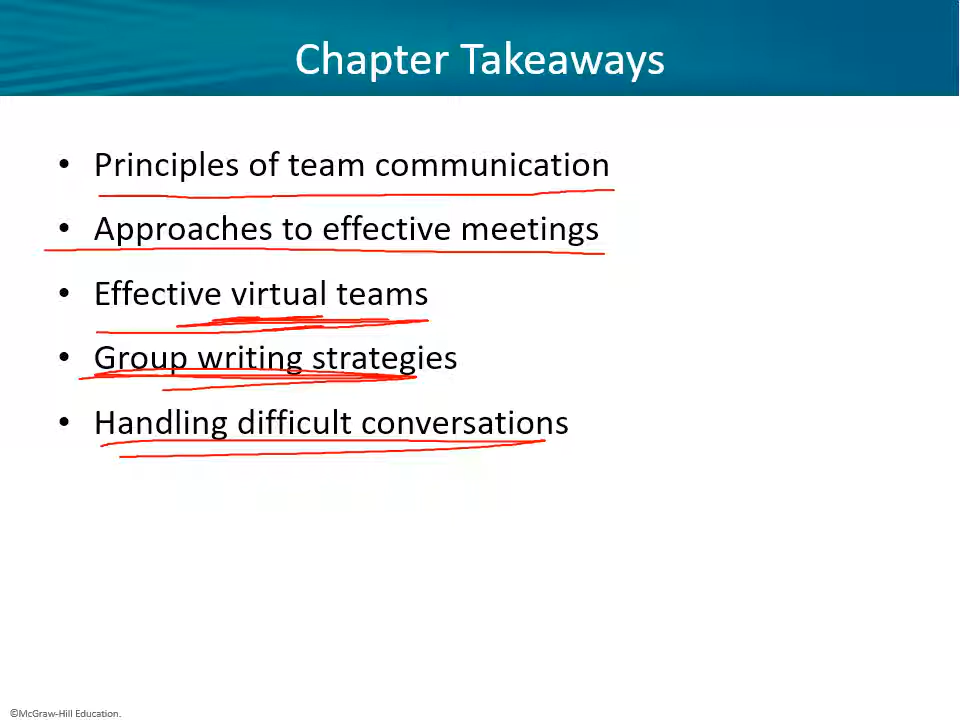 Chapter Takeaways
• Principles of team communication
• Approaches to effective meetings
• Effective virtual teams
• Group writing strategies
• Handling difficult conversations
©McGraw-Hill Education.